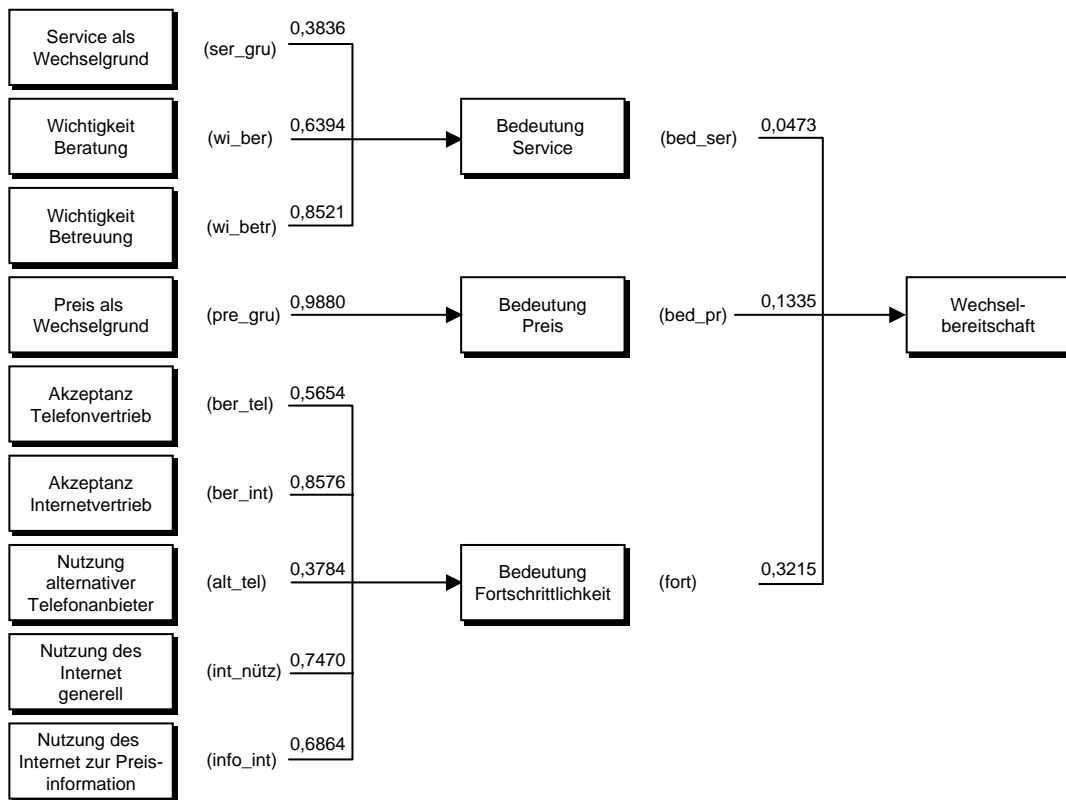 Service als
Wechselgrund
(ser_gru)
0,3836
Wichtigkeit
Beratung
(wi_ber)
0,6394
Bedeutung
Service
(bed_ser)
0,0473
Wichtigkeit
Betreuung
(wi_betr)
0,8521
Preis als
Wechselgrund
(pre_gru)
0,9880
Bedeutung
Preis
(bed_pr)
0,1335
Wechsel-
bereitschaft
Akzeptanz
Telefonvertrieb
(ber_tel)
0,5654
Akzeptanz
Internetvertrieb
(ber_int)
0,8576
Nutzung
alternativer
Telefonanbieter
(alt_tel)
0,3784
Bedeutung
Fortschrittlichkeit
(fort)
0,3215
Nutzung des
Internet
generell
(int_nütz)
0,7470
Nutzung des
Internet zur Preis-
information
(info_int)
0,6864